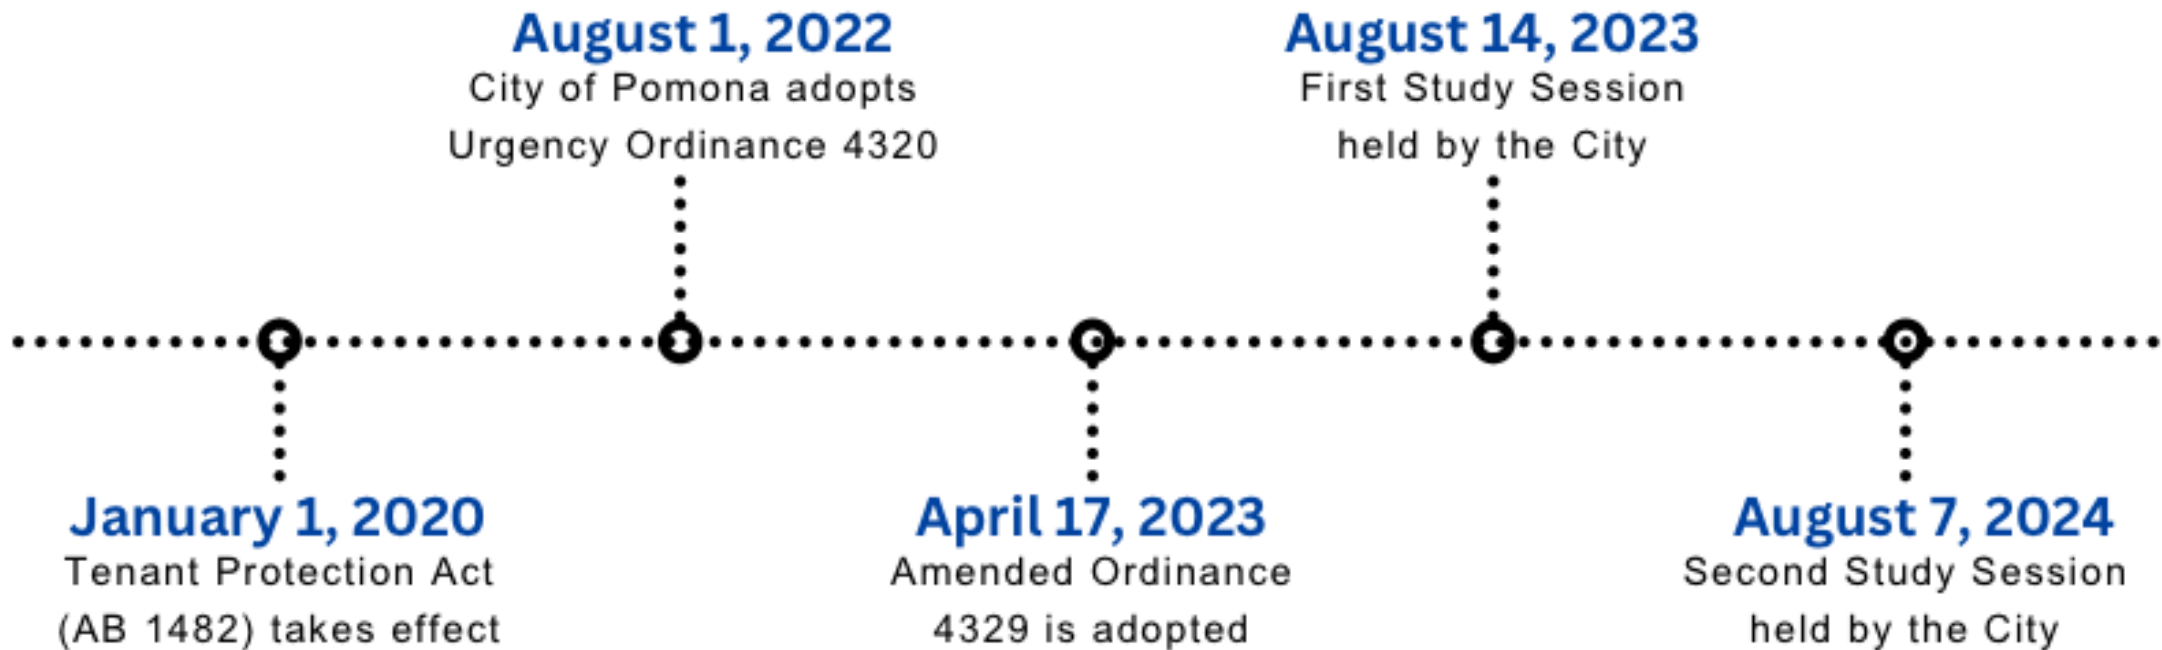 August 1, 2022
City of Pomona adopts
Urgency Ordinance 4320
August 14, 2023
First Study Session
held by the City
January 1, 2020
Tenant Protection Act
(AB 1482) takes effect
April 17, 2023
Amended Ordinance
4329 is adopted
August 7, 2024
Second Study Session
held by the City